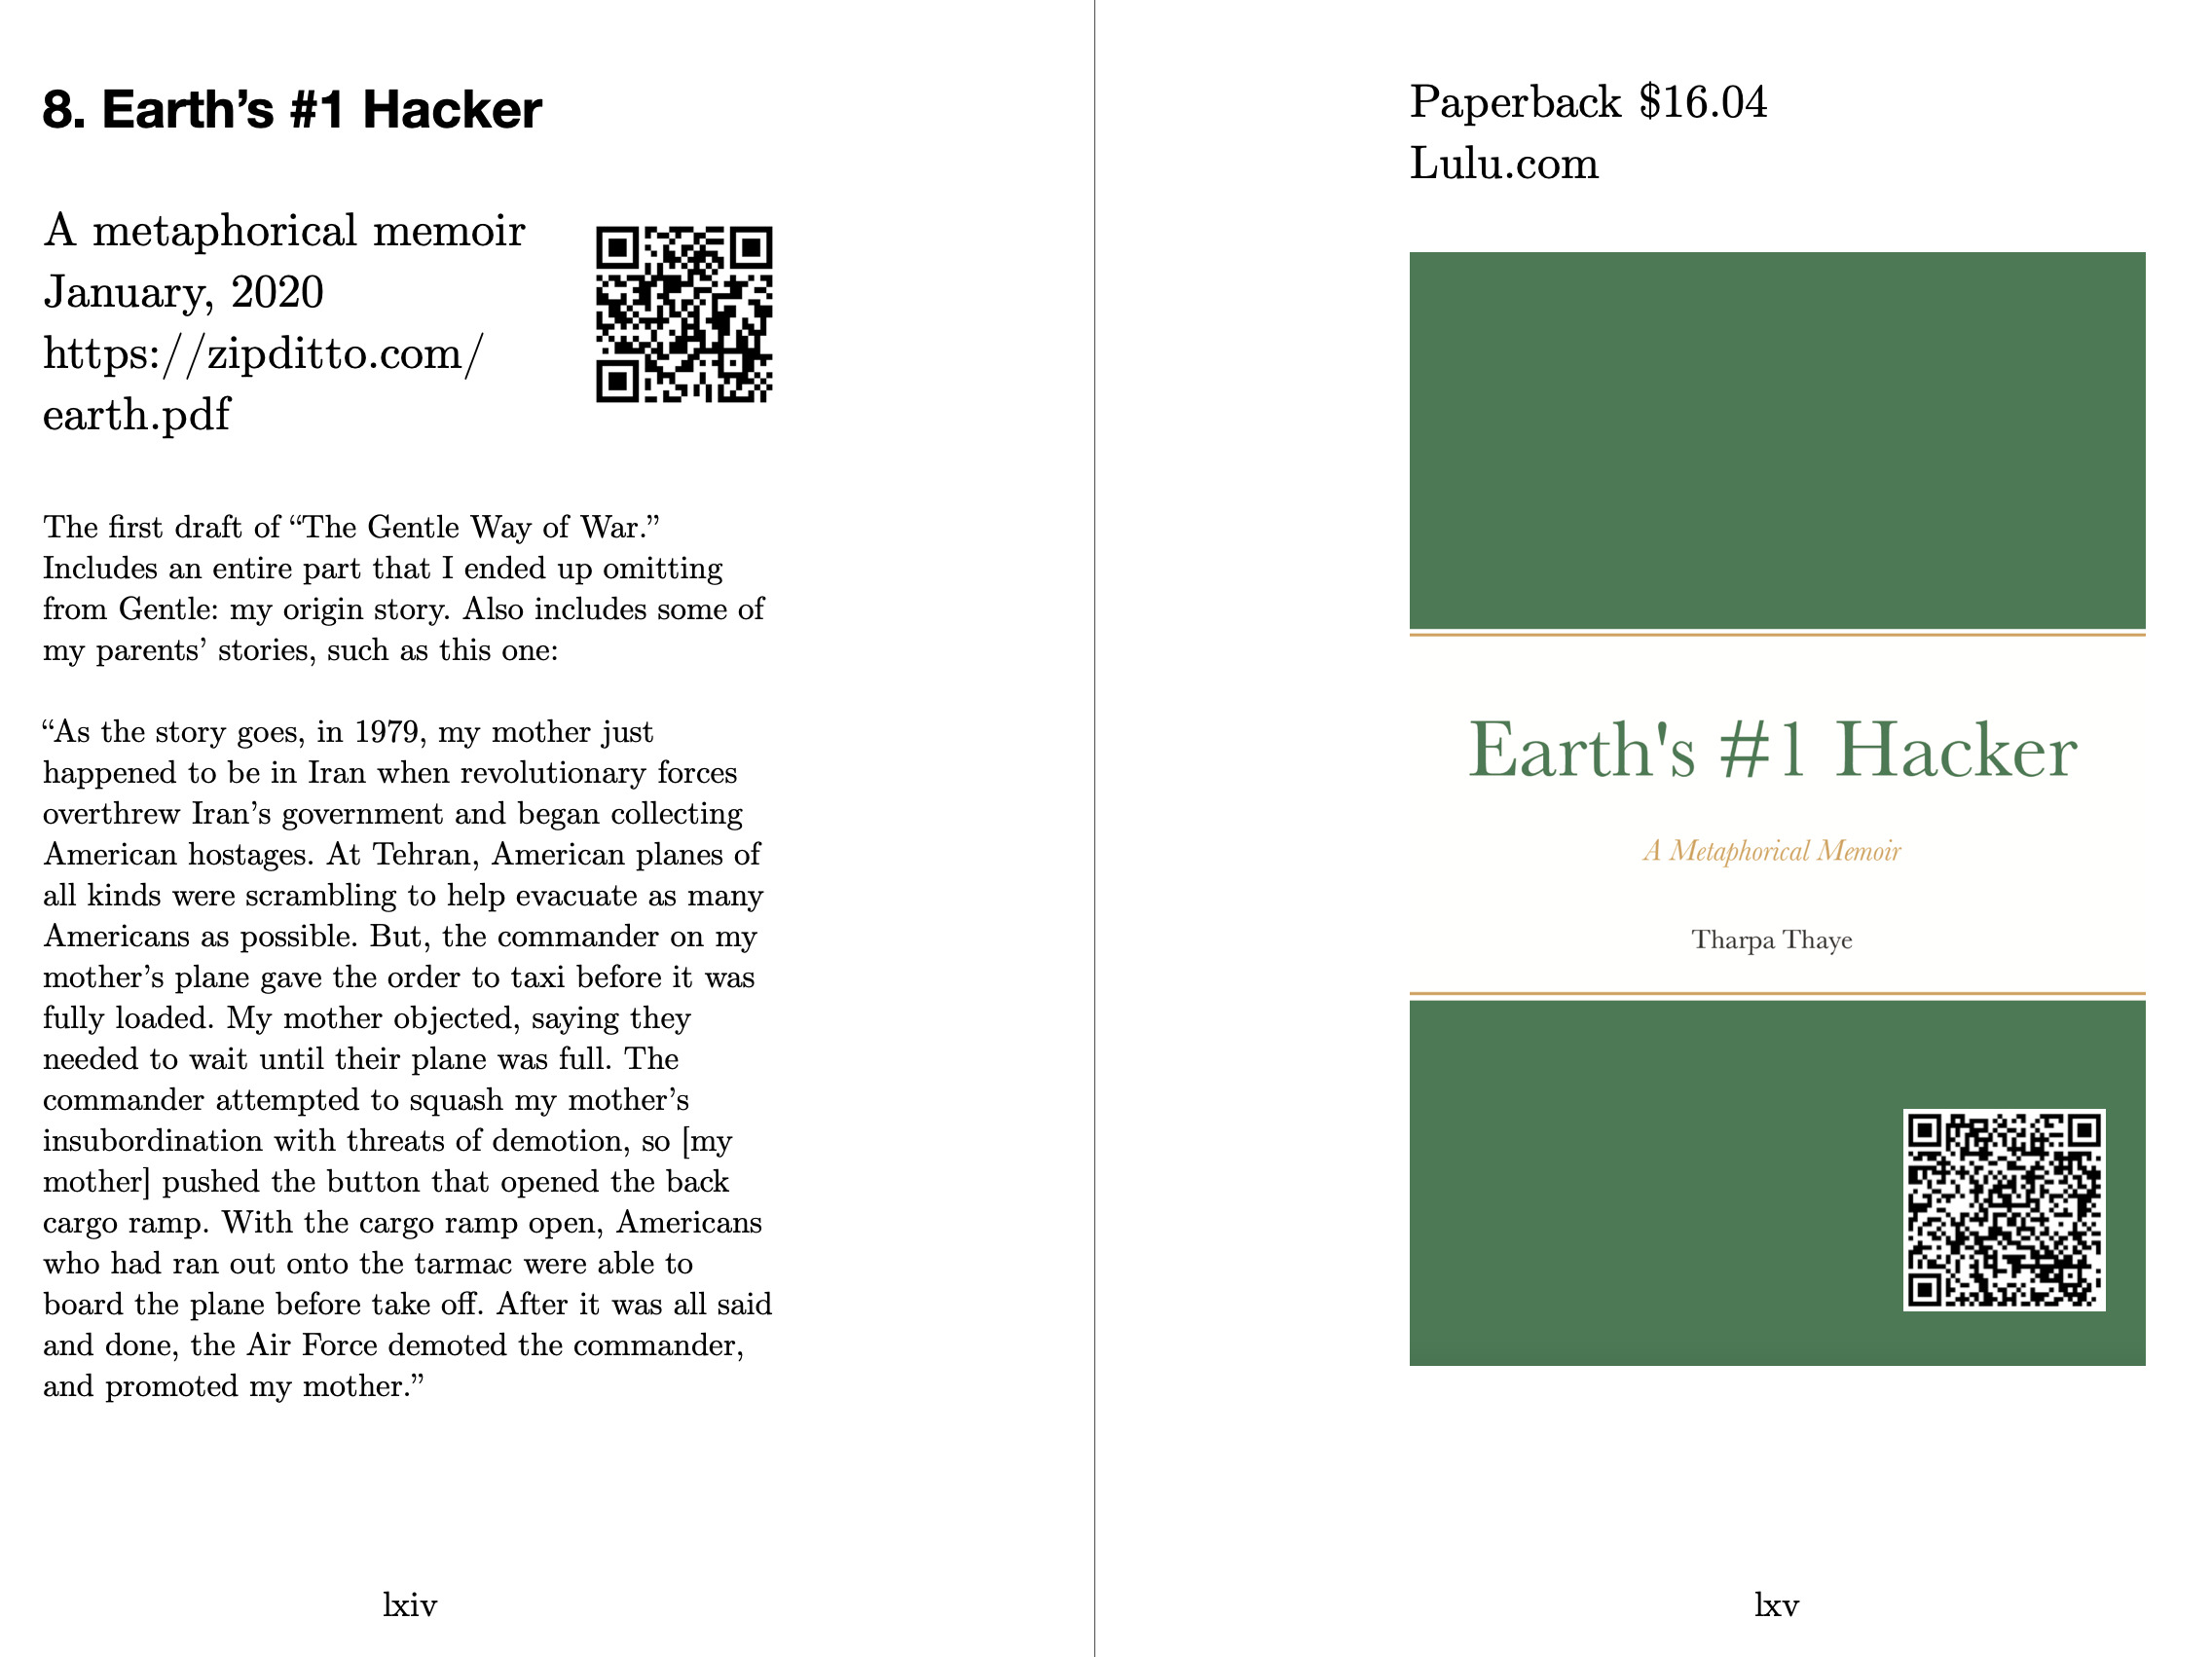 8. Earth’s #1 Hacker
A metaphorical memoir
January, 2020
https://zipditto.com/
earth.pdf
The first draft of “The Gentle Way of War.”
Includes an entire part that I ended up omitting
from Gentle: my origin story. Also includes some of
my parents’ stories, such as this one:
“As the story goes, in 1979, my mother just
happened to be in Iran when revolutionary forces
overthrew Iran’s government and began collecting
American hostages. At Tehran, American planes of
all kinds were scrambling to help evacuate as many
Americans as possible. But, the commander on my
mother’s plane gave the order to taxi before it was
fully loaded. My mother objected, saying they
needed to wait until their plane was full. The
commander attempted to squash my mother’s
insubordination with threats of demotion, so [my
mother] pushed the button that opened the back
cargo ramp. With the cargo ramp open, Americans
who had ran out onto the tarmac were able to
board the plane before take off. After it was all said
and done, the Air Force demoted the commander,
and promoted my mother.”
lxiv
Paperback $16.04
Lulu.com
Earth's #1 Hacker
A Metaphorical Memoir
Tharpa Thaye
lxv